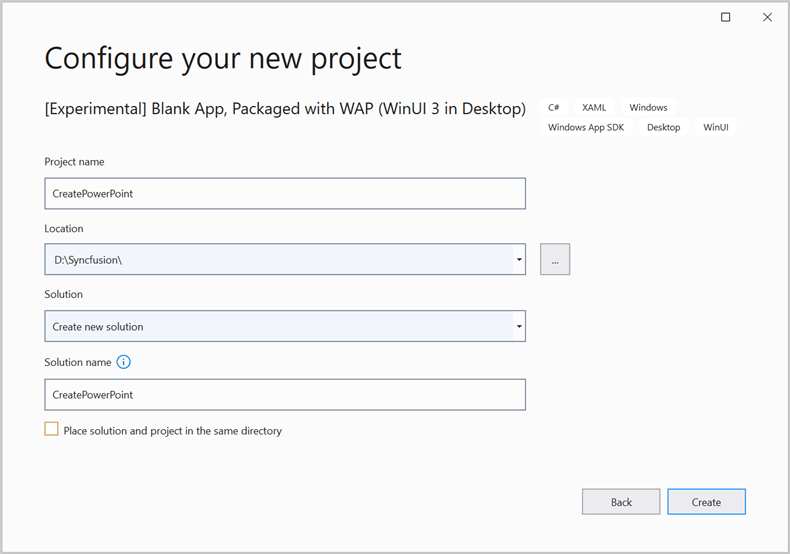 Configure your new project
[Experimental] Blank App, Packaged with WAP (WinUI 3 in Desktop)
C# XAML Windows
Windows App SDK Desktop WinUI
Project name
CreatePowerPoint
Location
D:\Syncfusion\
...
Solution
Create new solution
Solution name
CreatePowerPoint
Place solution and project in the same directory
Back Create